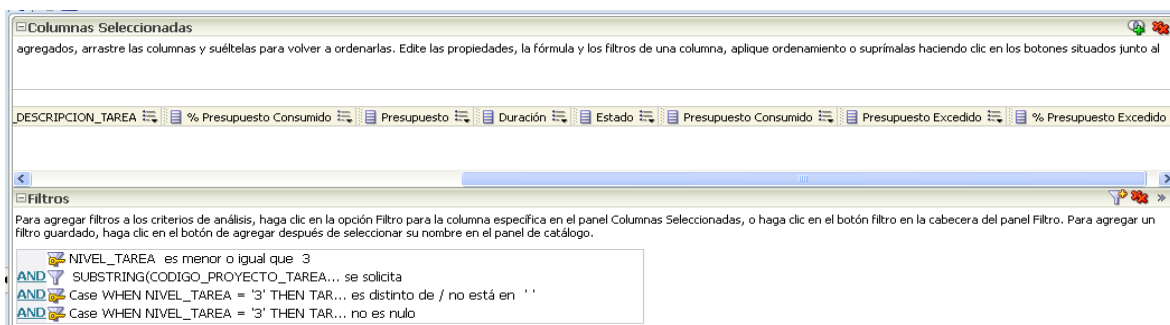 Columnas Seleccionadas
agregados, arrastre las columnas y suéltelas para volver a ordenarlas. Edite las propiedades, la fórmula y los filtros de una columna, aplique ordenamiento o suprímalas haciendo clic en los botones situados junto al
_DESCRIPCION_TAREA % Presupuesto Consumido Presupuesto Duración Estado Presupuesto Consumido Presupuesto Excedido % Presupuesto Excedido
Filtros
Para agregar filtros a los criterios de análisis, haga clic en la opción Filtro para la columna específica en el panel Columnas Seleccionadas, o haga clic en el botón filtro en la cabecera del panel Filtro. Para agregar un
filtro guardado, haga clic en el botón de agregar después de seleccionar su nombre en el panel de catálogo.
NIVEL_TAREA es menor o igual que 3
AND SUBSTRING(CODIGO_PROYECTO_TAREA... se solicita
AND Case WHEN NIVEL_TAREA = '3' THEN TAR... es distinto de / no está en ' '
AND Case WHEN NIVEL_TAREA = '3' THEN TAR... no es nulo